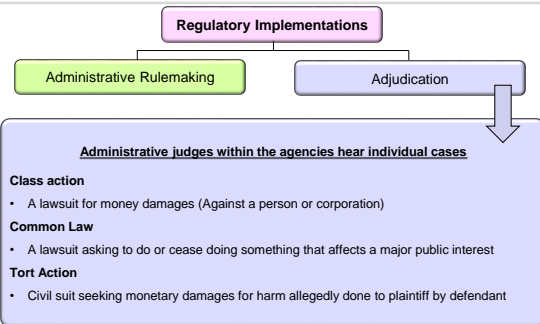 Regulatory Implementations
Administrative Rulemaking
Adjudication
Administrative judges within the agencies hear individual cases
Class action
• A lawsuit for money damages (Against a person or corporation)
Common Law
• A lawsuit asking to do or cease doing something that affects a major public interest
Tort Action
• Civil suit seeking monetary damages for harm allegedly done to plaintiff by defendant